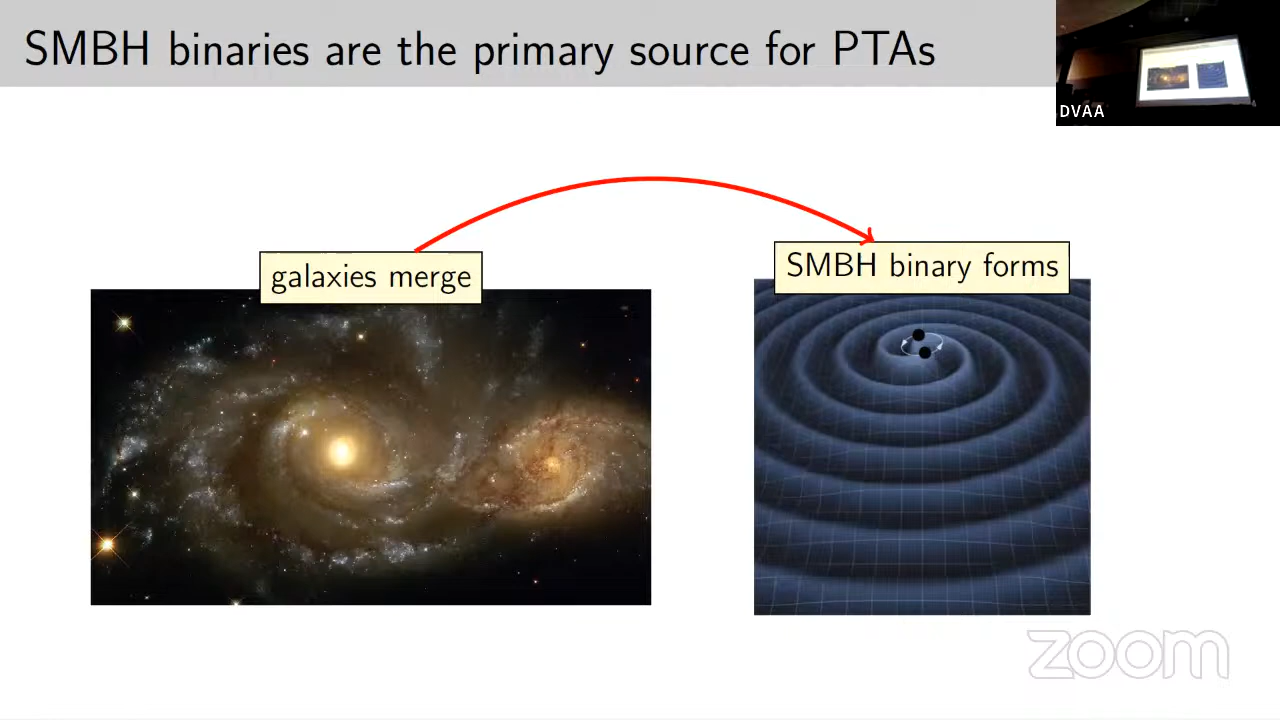 SMBH binaries are the primary source for PTAs
DVAA
galaxies merge
SMBH binary forms
zoom